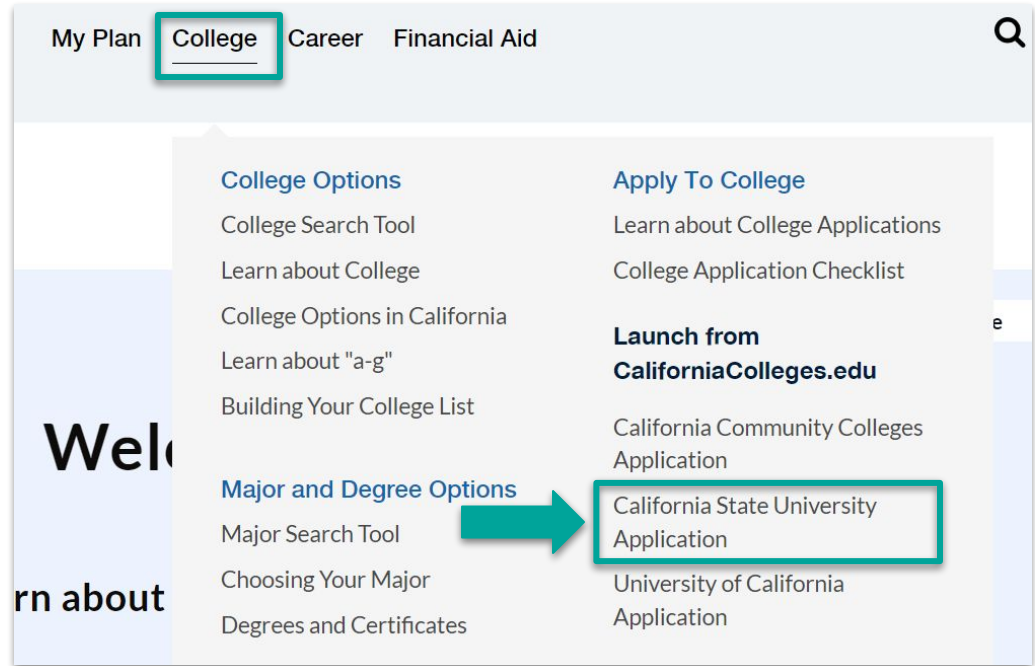 My Plan College Career Financial Aid
College Options
College Search Tool
Learn about College
College Options in California
Learn about "a-g"
Building Your College List
Major and Degree Options
Major Search Tool
Choosing Your Major
Degrees and Certificates
Apply To College
Learn about College Applications
College Application Checklist
Launch from
CaliforniaColleges.edu
California Community Colleges
Application
California State University
Application
University of California
Application
about